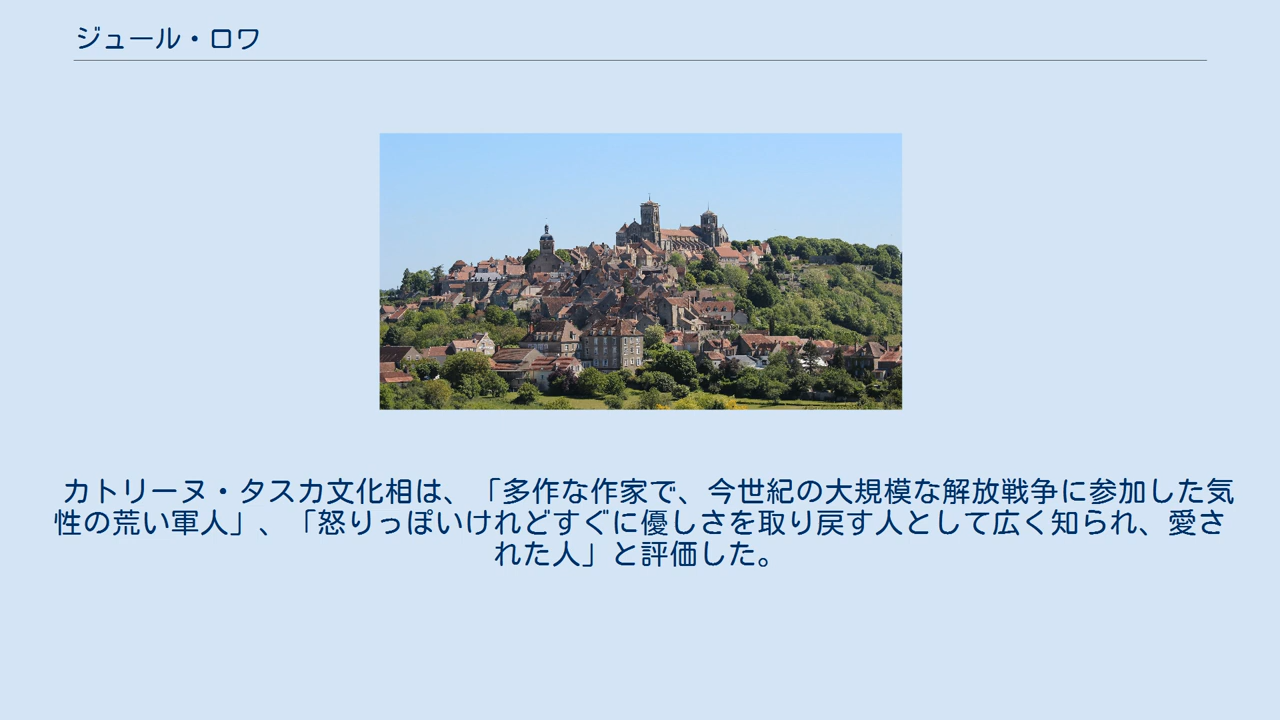 ジュール・ロワ
カトリーヌ・タスカ文化相は、「多作な作家で、今世紀の大規模な解放戦争に参加した気
性の荒い軍人」、「怒りっぽいけれどすぐに優しさを取り戻す人として広く知られ、愛さ
れた人」と評価した。